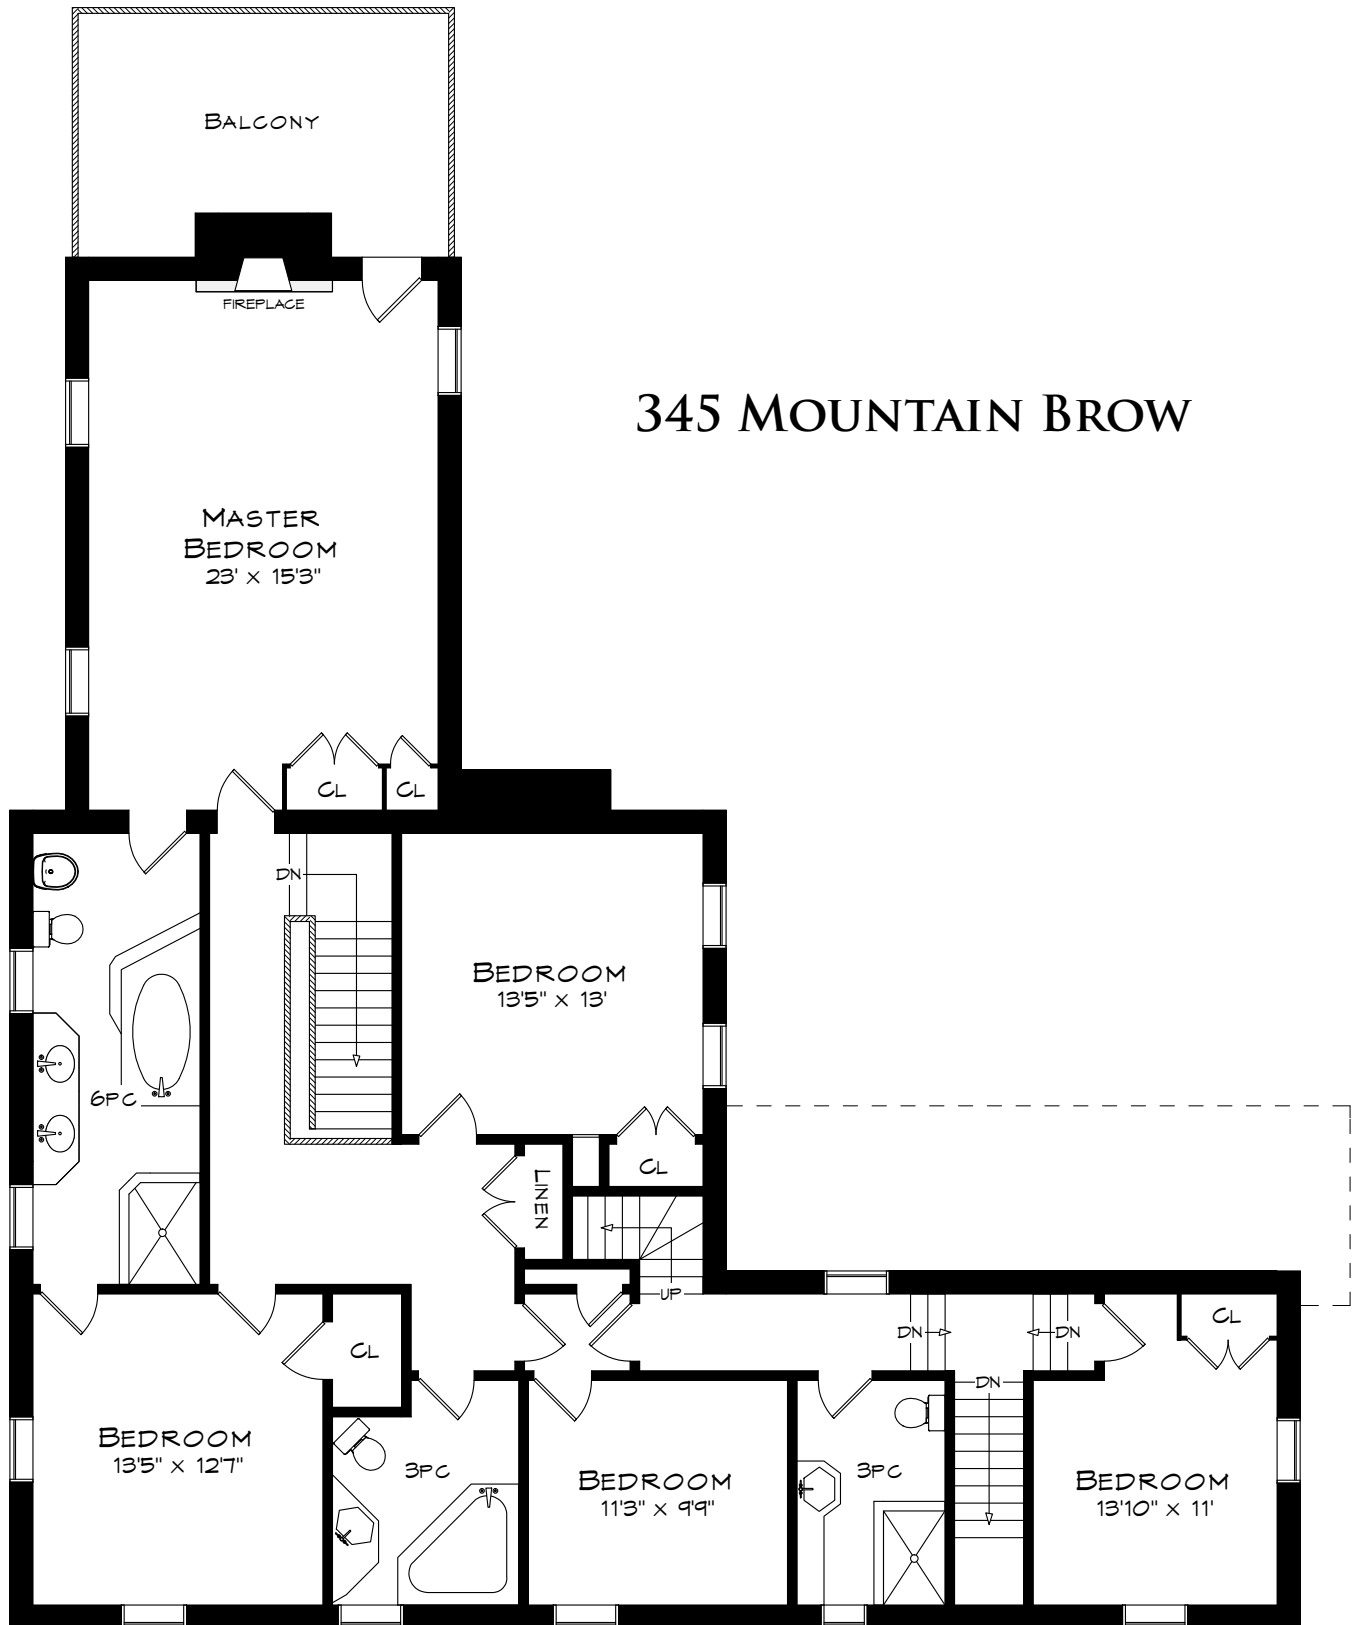 BALCONY
FIREPLACE
345 MOUNTAIN BROW
MASTER
BEDROOM
23' x 15'3"
CL
CL
DN
BEDROOM
13'5" x 13'
6PC
CL
LINEN
UP
DN
DN
CL
CL
DN
BEDROOM
13'5" x 12'7"
3PC
BEDROOM
11'3" x 9'9"
3PC
BEDROOM
13'10" x 11'